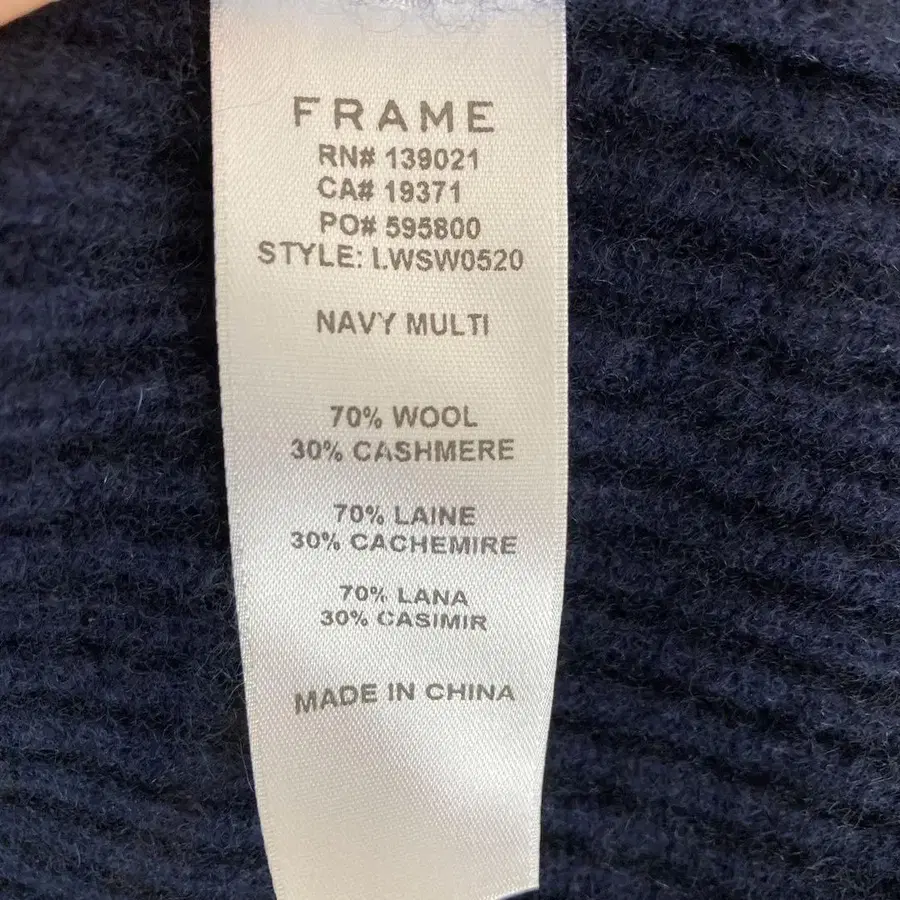 FRAME
RN# 139021
CA# 19371
PO# 595800
STYLE: LWSW0520
NAVY MULTI
70% WOOL
30% CASHMERE
70% LAINE
30% CACHEMIRE
70% LANA
30% CASIMIR
MADE IN CHINA